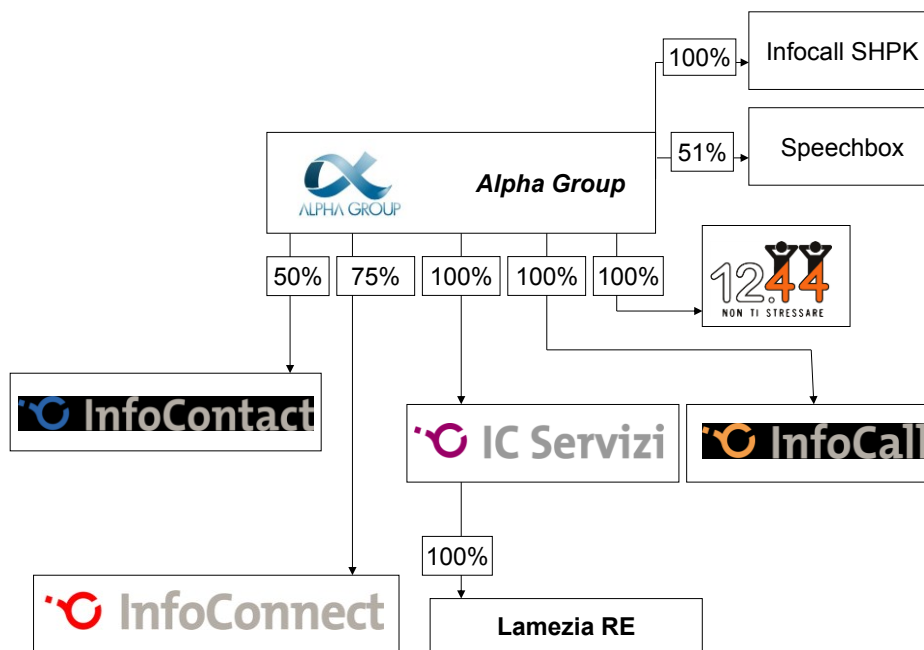 100%
Infocall SHPK
51%
Speechbox
ALPHA GROUP
Alpha Group
50%
75%
100%
100%
100%
12.44
NON TI STRESSARE
InfoContact
IC Servizi
InfoCall
100%
InfoConnect
Lamezia RE